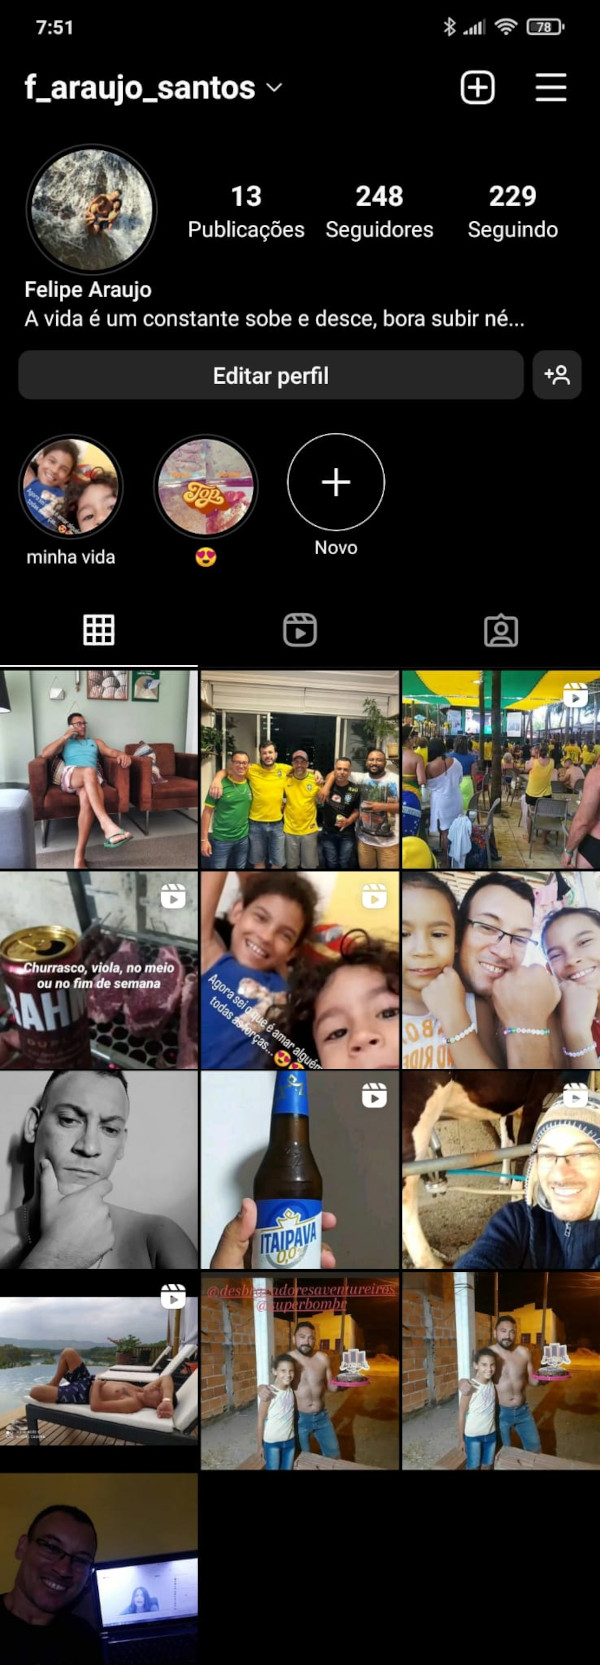 7:51
78
f_araujo_santos
13
248
229
Publicações
Seguidores
Seguindo
Felipe Araujo
A vida é um constante sobe e desce, bora subir né...
Editar perfil
Top
minha vida
Novo
Churrasco, viola, no meio
ou no fim de semana
Agora sei o que é amar alguém
todas as forças...
ITAIPAVA
0,0
@desbravadoresaventureiros
@superbombe